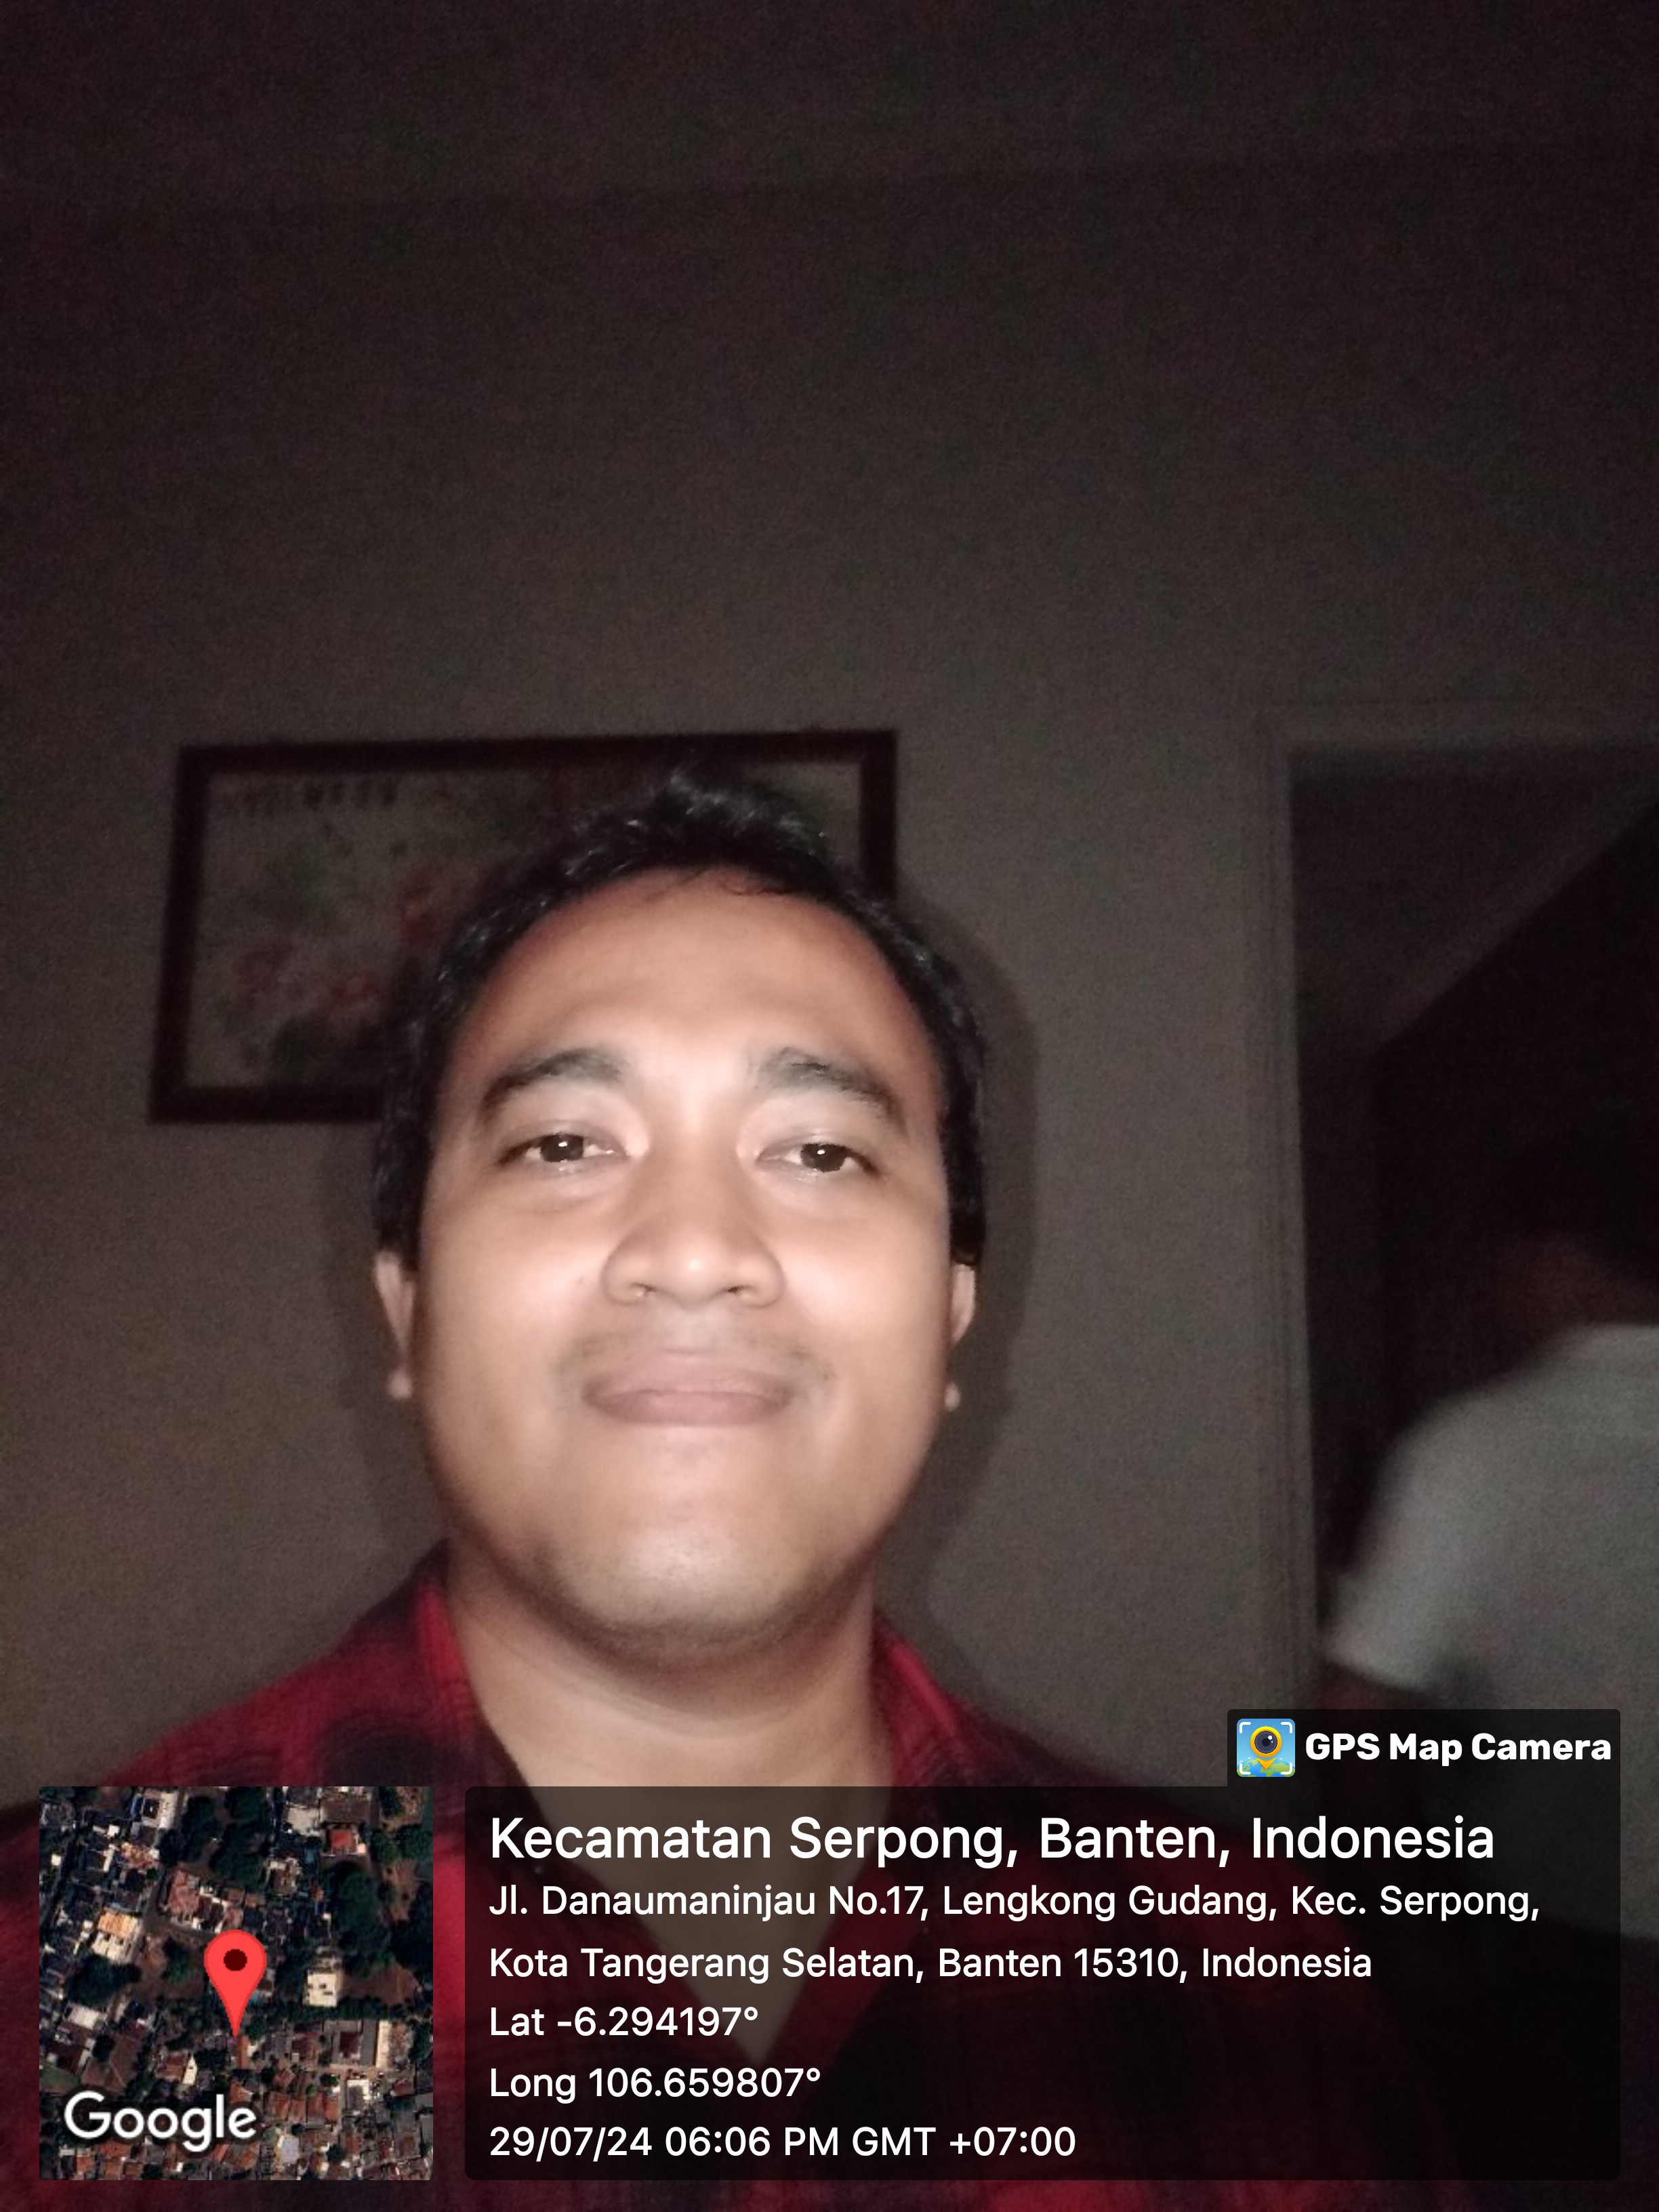 GPS Map Camera
Kecamatan Serpong, Banten, Indonesia
Jl. Danaumaninjau No.17, Lengkong Gudang, Kec. Serpong,
Kota Tangerang Selatan, Banten 15310, Indonesia
Lat -6.294197°
Long 106.659807°
29/07/24 06:06 PM GMT +07:00
Google